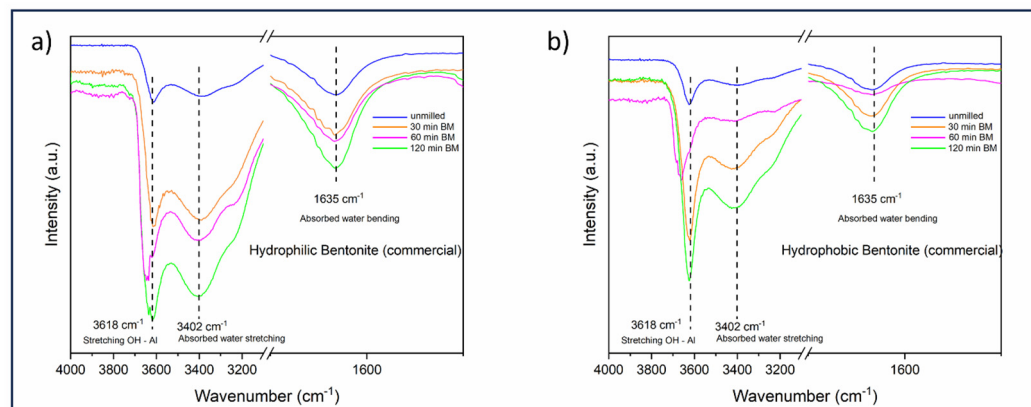 a)
unmilled
30 min BM
60 min BM
120 min BM
1635 cm⁻¹
Absorbed water bending
Hydrophilic Bentonite (commercial)
3618 cm⁻¹
Stretching OH - Al
3402 cm⁻¹
Absorbed water stretching
Intensity (a.u.)
4000 3600 3200 1600
Wavenumber (cm⁻¹)
b)
unmilled
30 min BM
60 min BM
120 min BM
1635 cm⁻¹
Absorbed water bending
Hydrophobic Bentonite (commercial)
3618 cm⁻¹
Stretching OH - Al
3402 cm⁻¹
Absorbed water stretching
Intensity (a.u.)
4000 3600 3200 1600
Wavenumber (cm⁻¹)